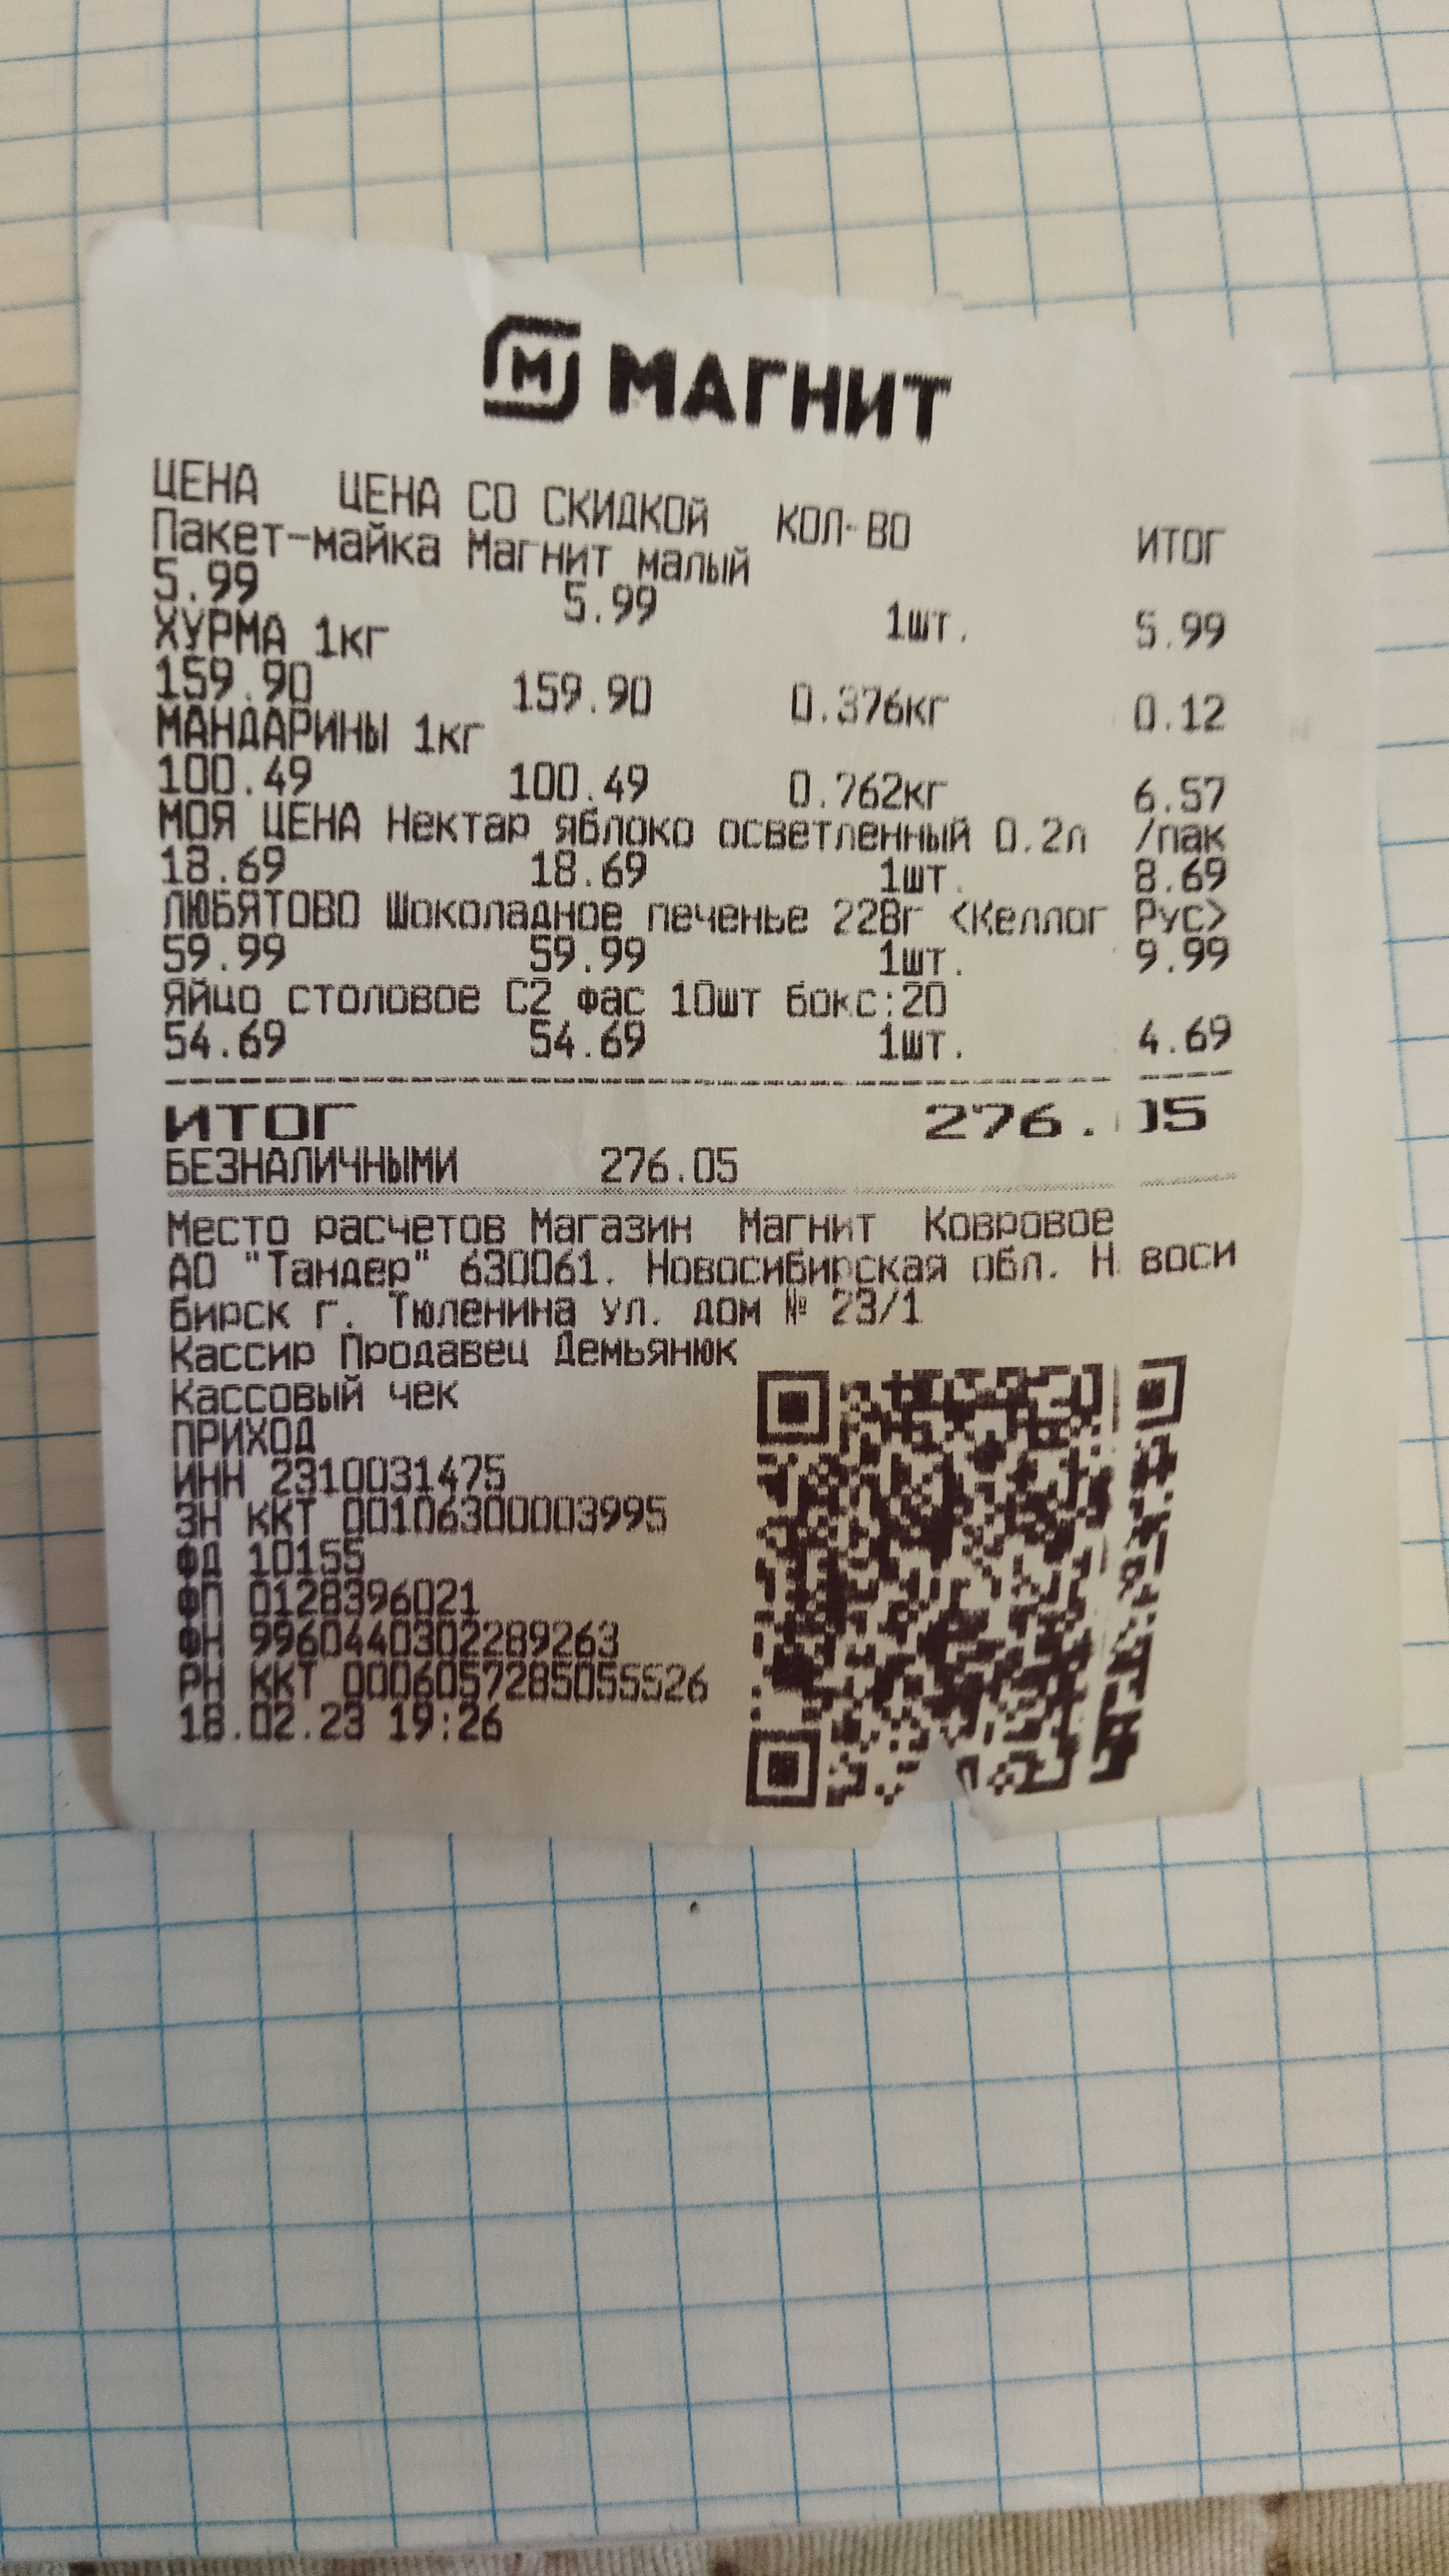 МАГНИТ
ЦЕНА ЦЕНА СО СКИДКОЙ КОЛ-ВО ИТОГ
Пакет-майка Магнит малый
5.99 5.99 1шт. 5.99
ХУРМА 1кг
159.90 159.90 0.376кг 0.12
МАНДАРИНЫ 1кг
100.49 100.49 0.762кг 6.57
МОЯ ЦЕНА Нектар яблоко осветленный 0.2л /пак
18.69 18.69 1шт. 8.69
ЛЮБЯТОВО Шоколадное печенье 228г <Келлог Рус>
59.99 59.99 1шт. 9.99
Яйцо столовое С2 фас 10шт бокс:20
54.69 54.69 1шт. 4.69
ИТОГ 276.05
БЕЗНАЛИЧНЫМИ 276.05
Место расчетов Магазин Магнит Ковровое
АО "Тандер" 630061. Новосибирская обл. Н воси
бирск г. Тюленина ул. дом № 23/1
Кассир Продавец Демьянюк
Кассовый чек
ПРИХОД
ИНН 2310031475
ЗН ККТ 00106300003995
ФД 10155
ФП 0128396021
ФН 9960440302289263
РН ККТ 0006057285055526
18.02.23 19:26